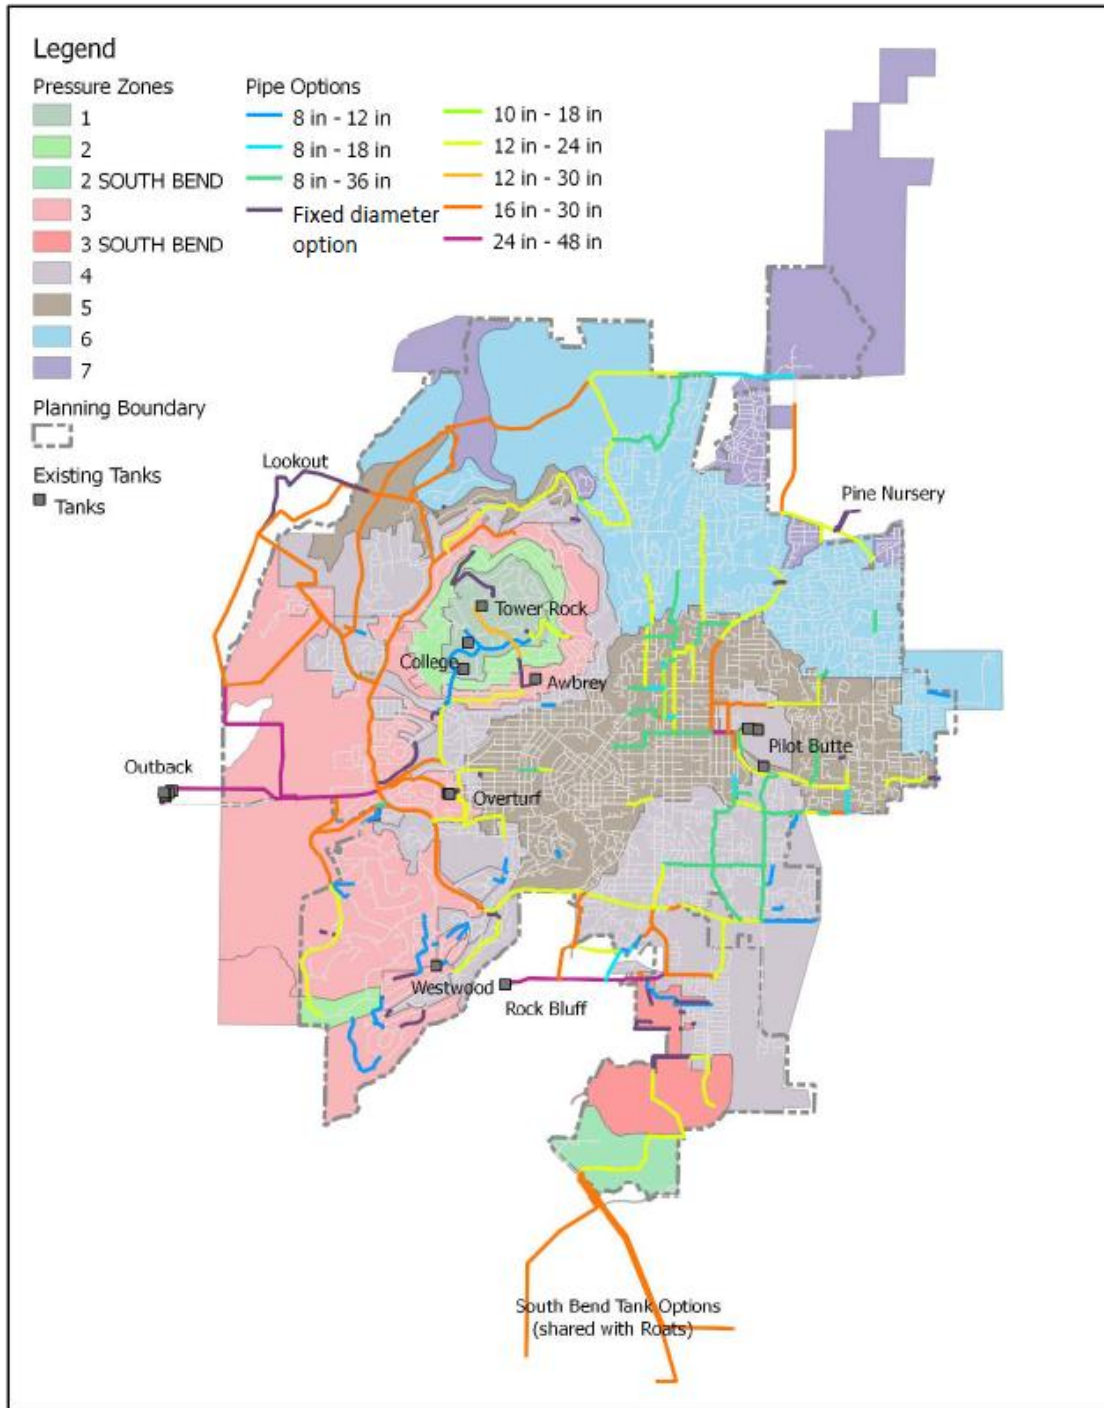 Legend
Pressure Zones
1
2
2 SOUTH BEND
3
3 SOUTH BEND
4
5
6
7
Planning Boundary
Existing Tanks
Tanks
Pipe Options
8 in - 12 in
8 in - 18 in
8 in - 36 in
Fixed diameter
option
10 in - 18 in
12 in - 24 in
12 in - 30 in
16 in - 30 in
24 in - 48 in
Lookout
Pine Nursery
Tower Rock
College
Awbrey
Pilot Butte
Outback
Overturf
Westwood
Rock Bluff
South Bend Tank Options
(shared with Roats)